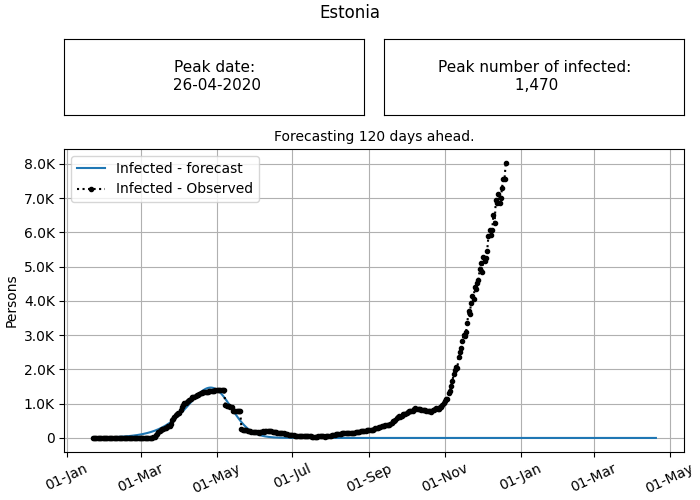 Estonia
Peak date:
26-04-2020
Peak number of infected:
1,470
Forecasting 120 days ahead.
Infected - forecast
Infected - Observed
8.0K
7.0K
6.0K
5.0K
4.0K
3.0K
2.0K
1.0K
0
Persons
01-Jan
01-Mar
01-May
01-Jul
01-Sep
01-Nov
01-Jan
01-Mar
01-May